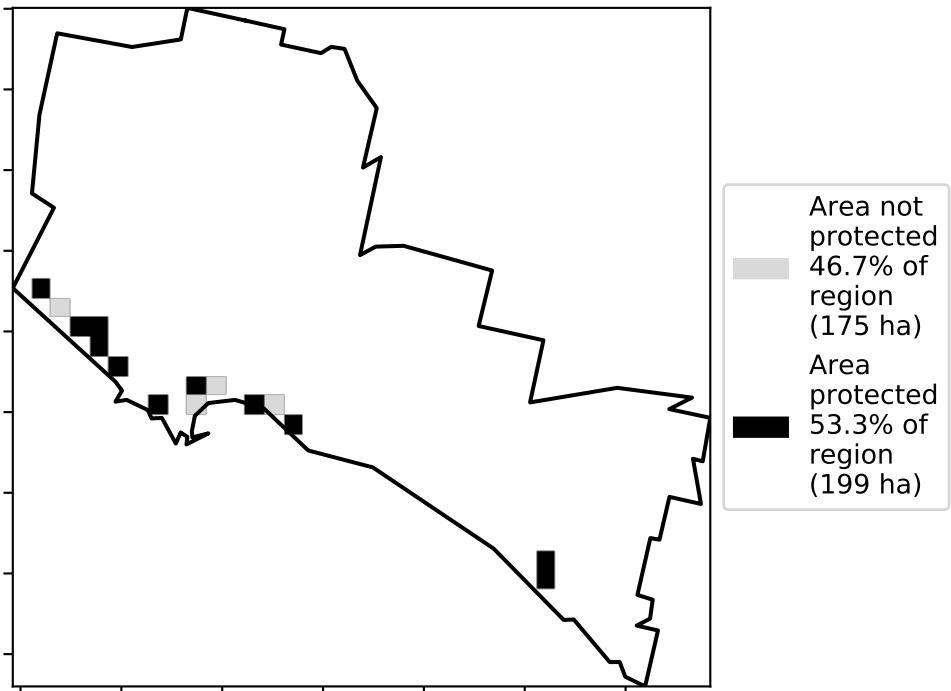 Area not
protected
46.7% of
region
(175 ha)
Area
protected
53.3% of
region
(199 ha)